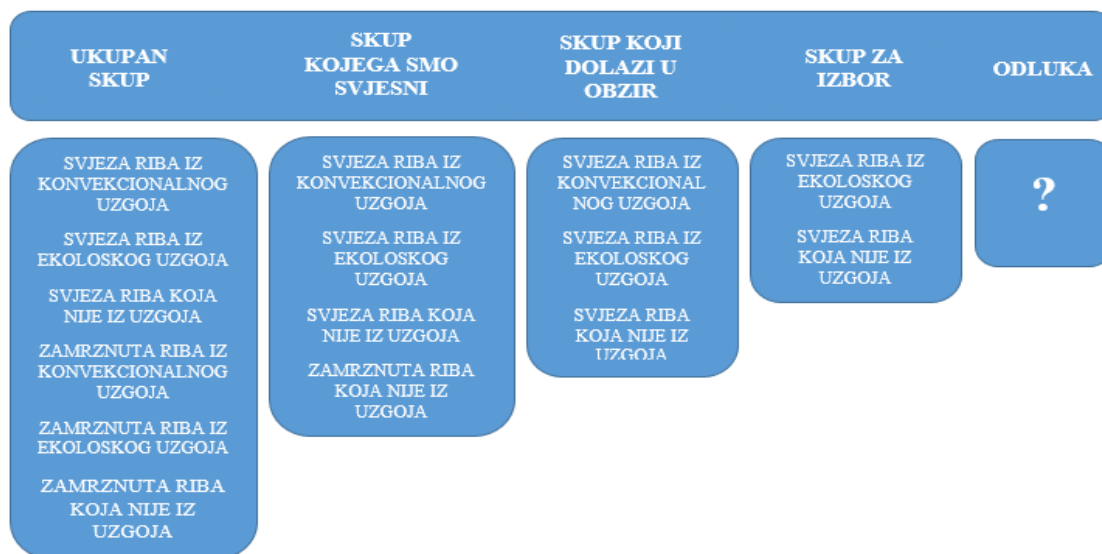 UKUPAN
SKUP
SKUP
KOJEGA SMO
SVJESNI
SKUP KOJI
DOLAZI U
OBZIR
SKUP ZA
IZBOR
ODLUKA
SVJEZA RIBA IZ
KONVEKCIONALNOG
UZGOJA
SVJEZA RIBA IZ
EKOLOSKOG UZGOJA
SVJEZA RIBA KOJA
NIJE IZ UZGOJA
ZAMRZNUTA RIBA IZ
KONVEKCIONALNOG
UZGOJA
ZAMRZNUTA RIBA IZ
EKOLOSKOG UZGOJA
ZAMRZNUTA RIBA
KOJA NIJE IZ
UZGOJA
SVJEZA RIBA IZ
KONVEKCIONALNOG
UZGOJA
SVJEZA RIBA IZ
EKOLOSKOG
UZGOJA
SVJEZA RIBA KOJA
NIJE IZ UZGOJA
ZAMRZNUTA RIBA
KOJA NIJE IZ
UZGOJA
SVJEZA RIBA IZ
KONVEKCIONAL
NOG UZGOJA
SVJEZA RIBA IZ
EKOLOSKOG
UZGOJA
SVJEZA RIBA
KOJA NIJE IZ
UZGOJA
SVJEZA RIBA IZ
EKOLOSKOG
UZGOJA
SVJEZA RIBA
KOJA NIJE IZ
UZGOJA
?